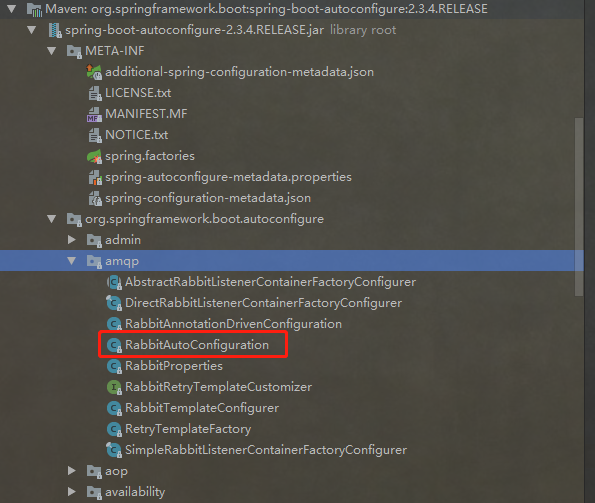 Maven: org.springframework.boot:spring-boot-autoconfigure:2.3.4.RELEASE
spring-boot-autoconfigure-2.3.4.RELEASE.jar library root
META-INF
additional-spring-configuration-metadata.json
LICENSE.txt
MANIFEST.MF
NOTICE.txt
spring.factories
spring-autoconfigure-metadata.properties
spring-configuration-metadata.json
org.springframework.boot.autoconfigure
admin
amqp
AbstractRabbitListenerContainerFactoryConfigurer
DirectRabbitListenerContainerFactoryConfigurer
RabbitAnnotationDrivenConfiguration
RabbitAutoConfiguration
RabbitProperties
RabbitRetryTemplateCustomizer
RabbitTemplateConfigurer
RetryTemplateFactory
SimpleRabbitListenerContainerFactoryConfigurer
aop
availability